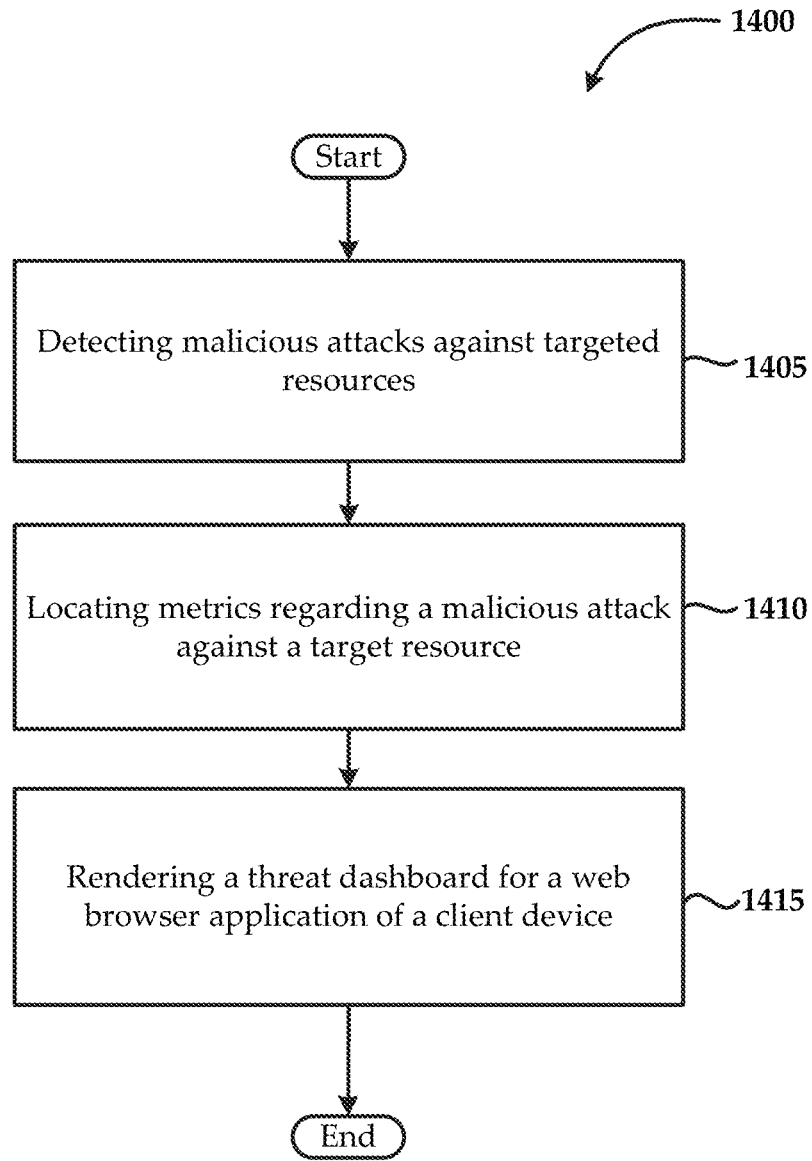 1400
Start
Detecting malicious attacks against targeted
resources
1405
Locating metrics regarding a malicious attack
against a target resource
1410
Rendering a threat dashboard for a web
browser application of a client device
1415
End